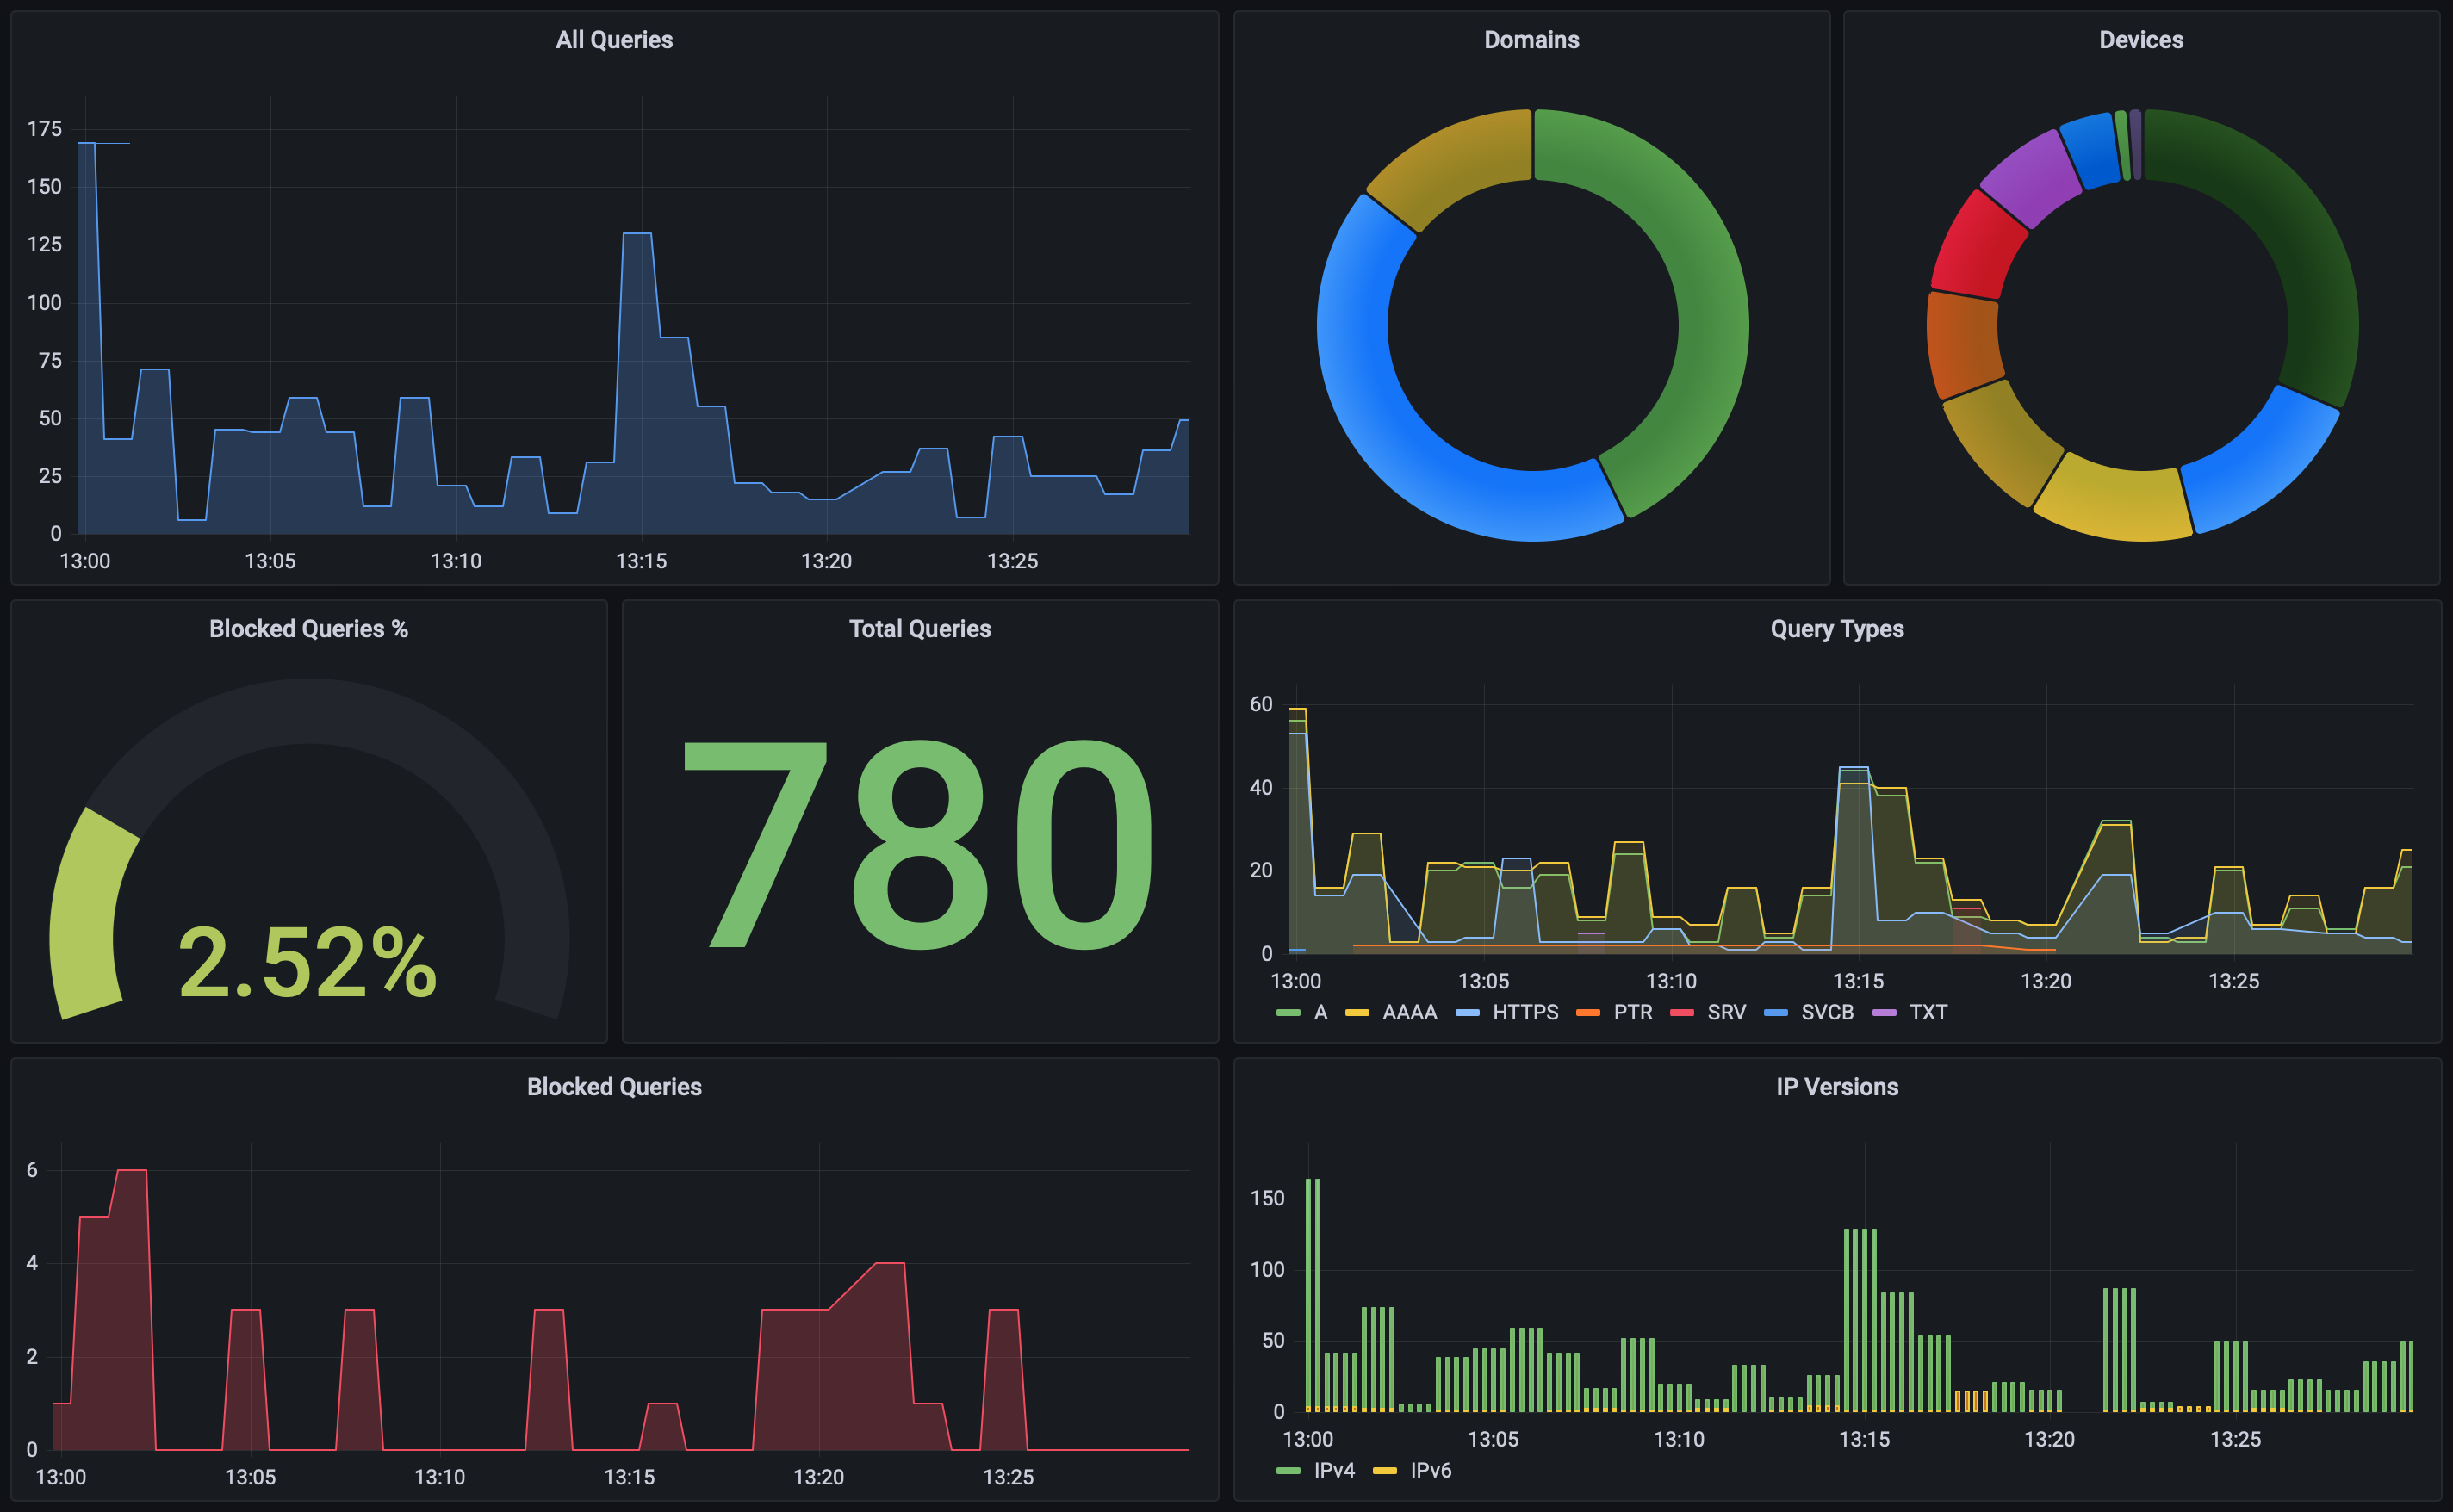 All Queries
175
150
125
100
75
50
25
0
13:00 13:05 13:10 13:15 13:20 13:25
Domains
Devices
Blocked Queries %
2.52%
Total Queries
780
Query Types
60
40
20
0
13:00 13:05 13:10 13:15 13:20 13:25
A AAAA HTTPS PTR SRV SVCB TXT
Blocked Queries
6
4
2
0
13:00 13:05 13:10 13:15 13:20 13:25
IP Versions
150
100
50
0
13:00 13:05 13:10 13:15 13:20 13:25
IPv4 IPv6